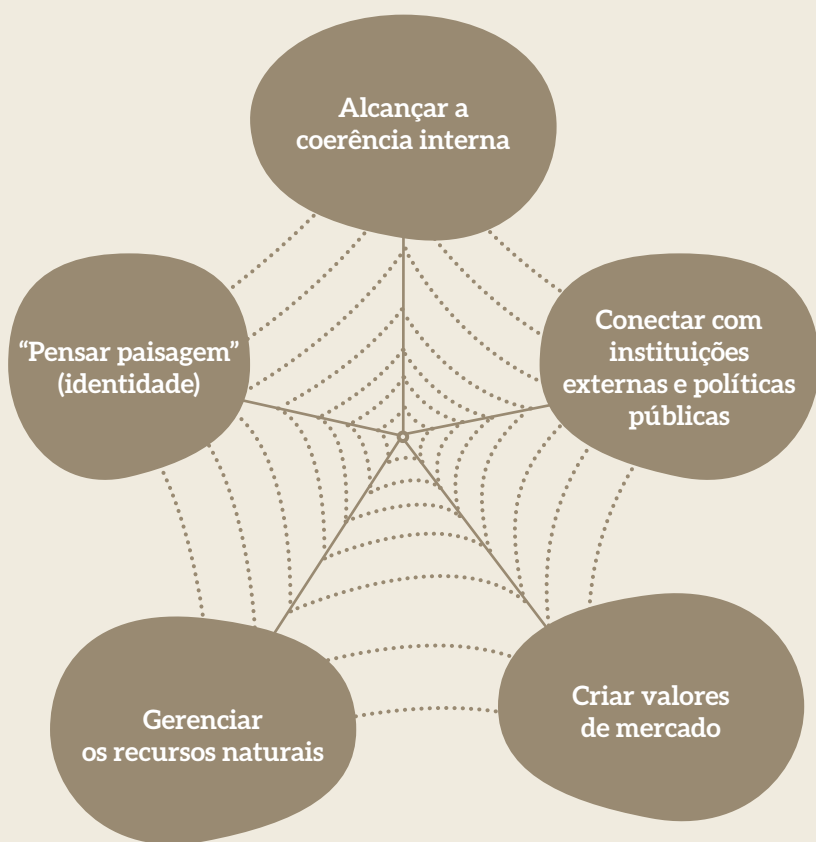 Alcançar a
coerência interna
“Pensar paisagem”
(identidade)
Conectar com
instituições
externas e políticas
públicas
Gerenciar
os recursos naturais
Criar valores
de mercado